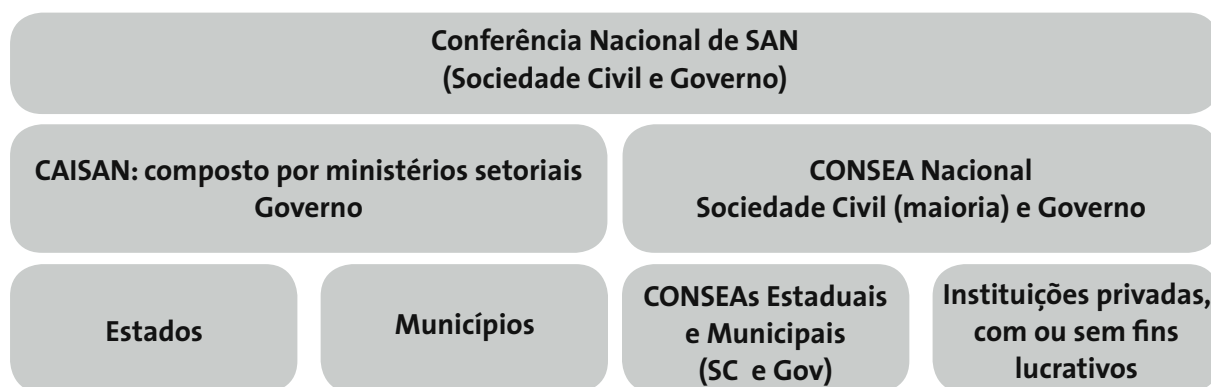 Conferência Nacional de SAN
(Sociedade Civil e Governo)
CAISAN: composto por ministérios setoriais
Governo
CONSEA Nacional
Sociedade Civil (maioria) e Governo
Estados
Municípios
CONSEAs Estaduais
e Municipais
(SC e Gov)
Instituições privadas,
com ou sem fins
lucrativos